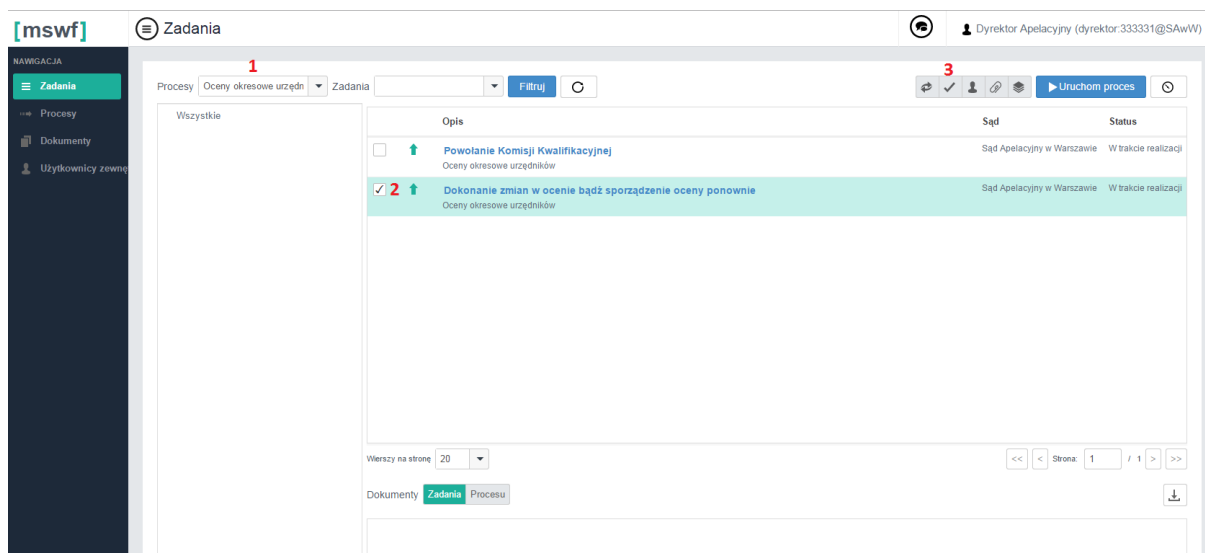 [mswf]
Zadania
Dyrektor Apelacyjny (dyrektor:333331@SAwW)
NAWIGACJA
Zadania
Procesy
Dokumenty
Użytkownicy zewnę
1
3
Procesy Oceny okresowe urzędn Zadania Filtruj Uruchom proces
Wszystkie
Opis Sąd Status
Powołanie Komisji Kwalifikacyjnej Sąd Apelacyjny w Warszawie W trakcie realizacji
Oceny okresowe urzędników
2 Dokonanie zmian w ocenie bądź sporządzenie oceny ponownie Sąd Apelacyjny w Warszawie W trakcie realizacji
Oceny okresowe urzędników
Wierszy na stronę 20 << < Strona: 1 / 1 > >>
Dokumenty Zadania Procesu